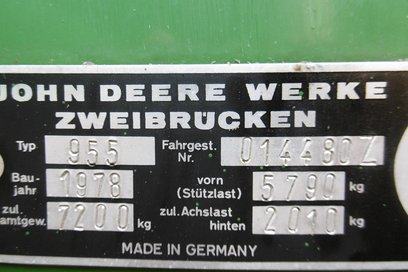 JOHN DEERE WERKE
ZWEIBRÜCKEN
Typ 955 Fahrgest. Nr. 014480Z
Bau- jahr 1978 vorn (Stützlast) 5790 kg
zul. amtgew. 7200 kg zul. Achslast hinten 2010 kg
MADE IN GERMANY